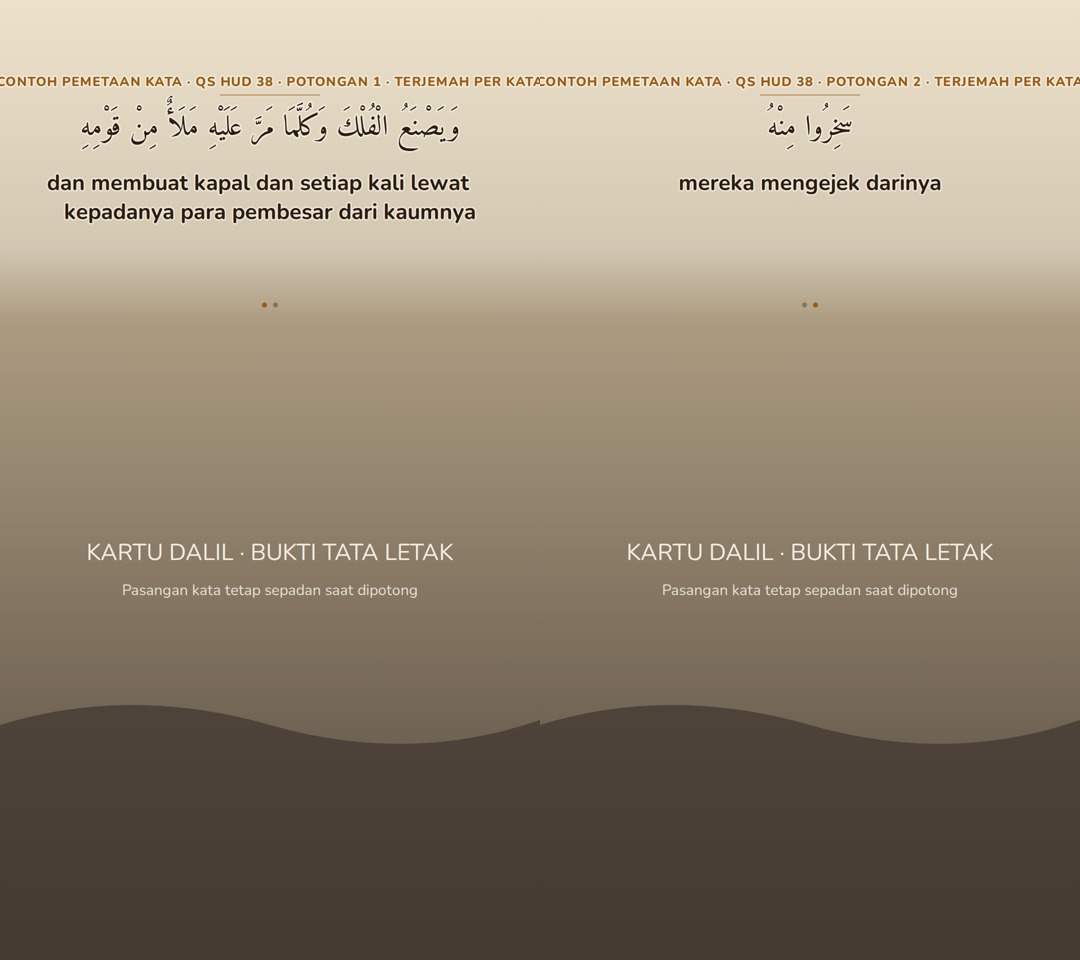 CONTOH PEMETAAN KATA · QS HUD 38 · POTONGAN 1 · TERJEMAH PER KATA
وَيَصْنَعُ الْفُلْكَ وَكُلَّمَا مَرَّ عَلَيْهِ مَلَأٌ مِنْ قَوْمِهِ
dan membuat kapal dan setiap kali lewat
kepadanya para pembesar dari kaumnya
KARTU DALIL · BUKTI TATA LETAK
Pasangan kata tetap sepadan saat dipotong
CONTOH PEMETAAN KATA · QS HUD 38 · POTONGAN 2 · TERJEMAH PER KATA
سَخِرُوا مِنْهُ
mereka mengejek darinya
KARTU DALIL · BUKTI TATA LETAK
Pasangan kata tetap sepadan saat dipotong